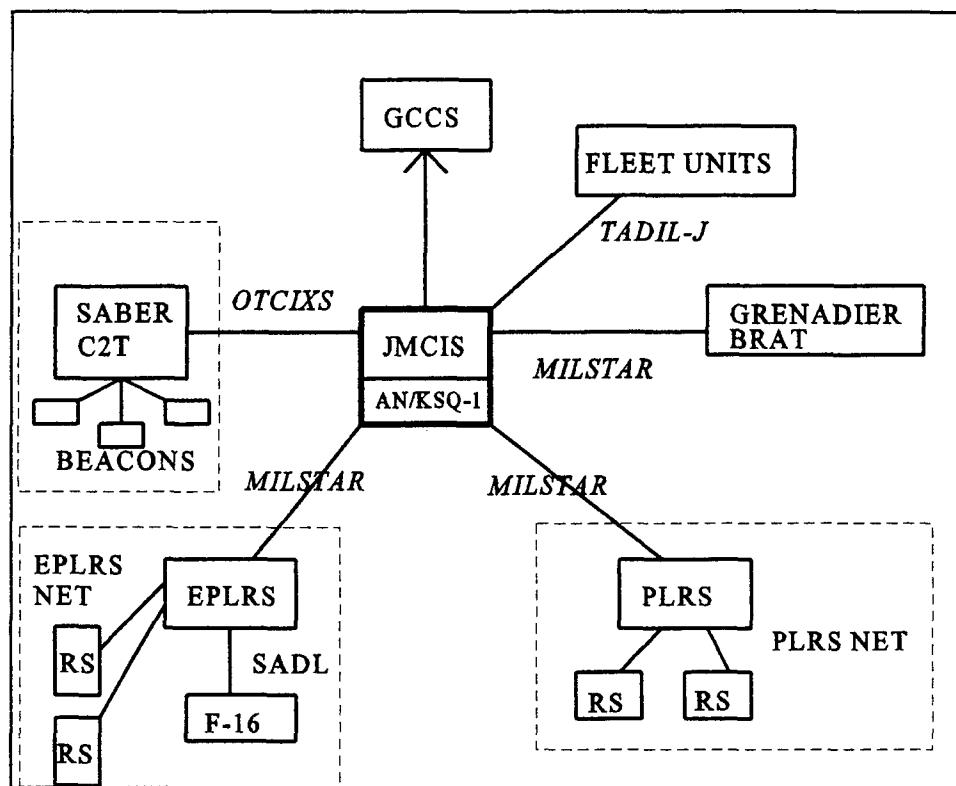 GCCS
FLEET UNITS
TADIL-J
OTCIXS
SABER
C2T
JMCIS
AN/KSQ-1
GRENADIER
BRAT
MILSTAR
BEACONS
MILSTAR
MILSTAR
EPLRS
NET
EPLRS
PLRS
RS
SADL
PLRS NET
RS
RS
F-16
RS